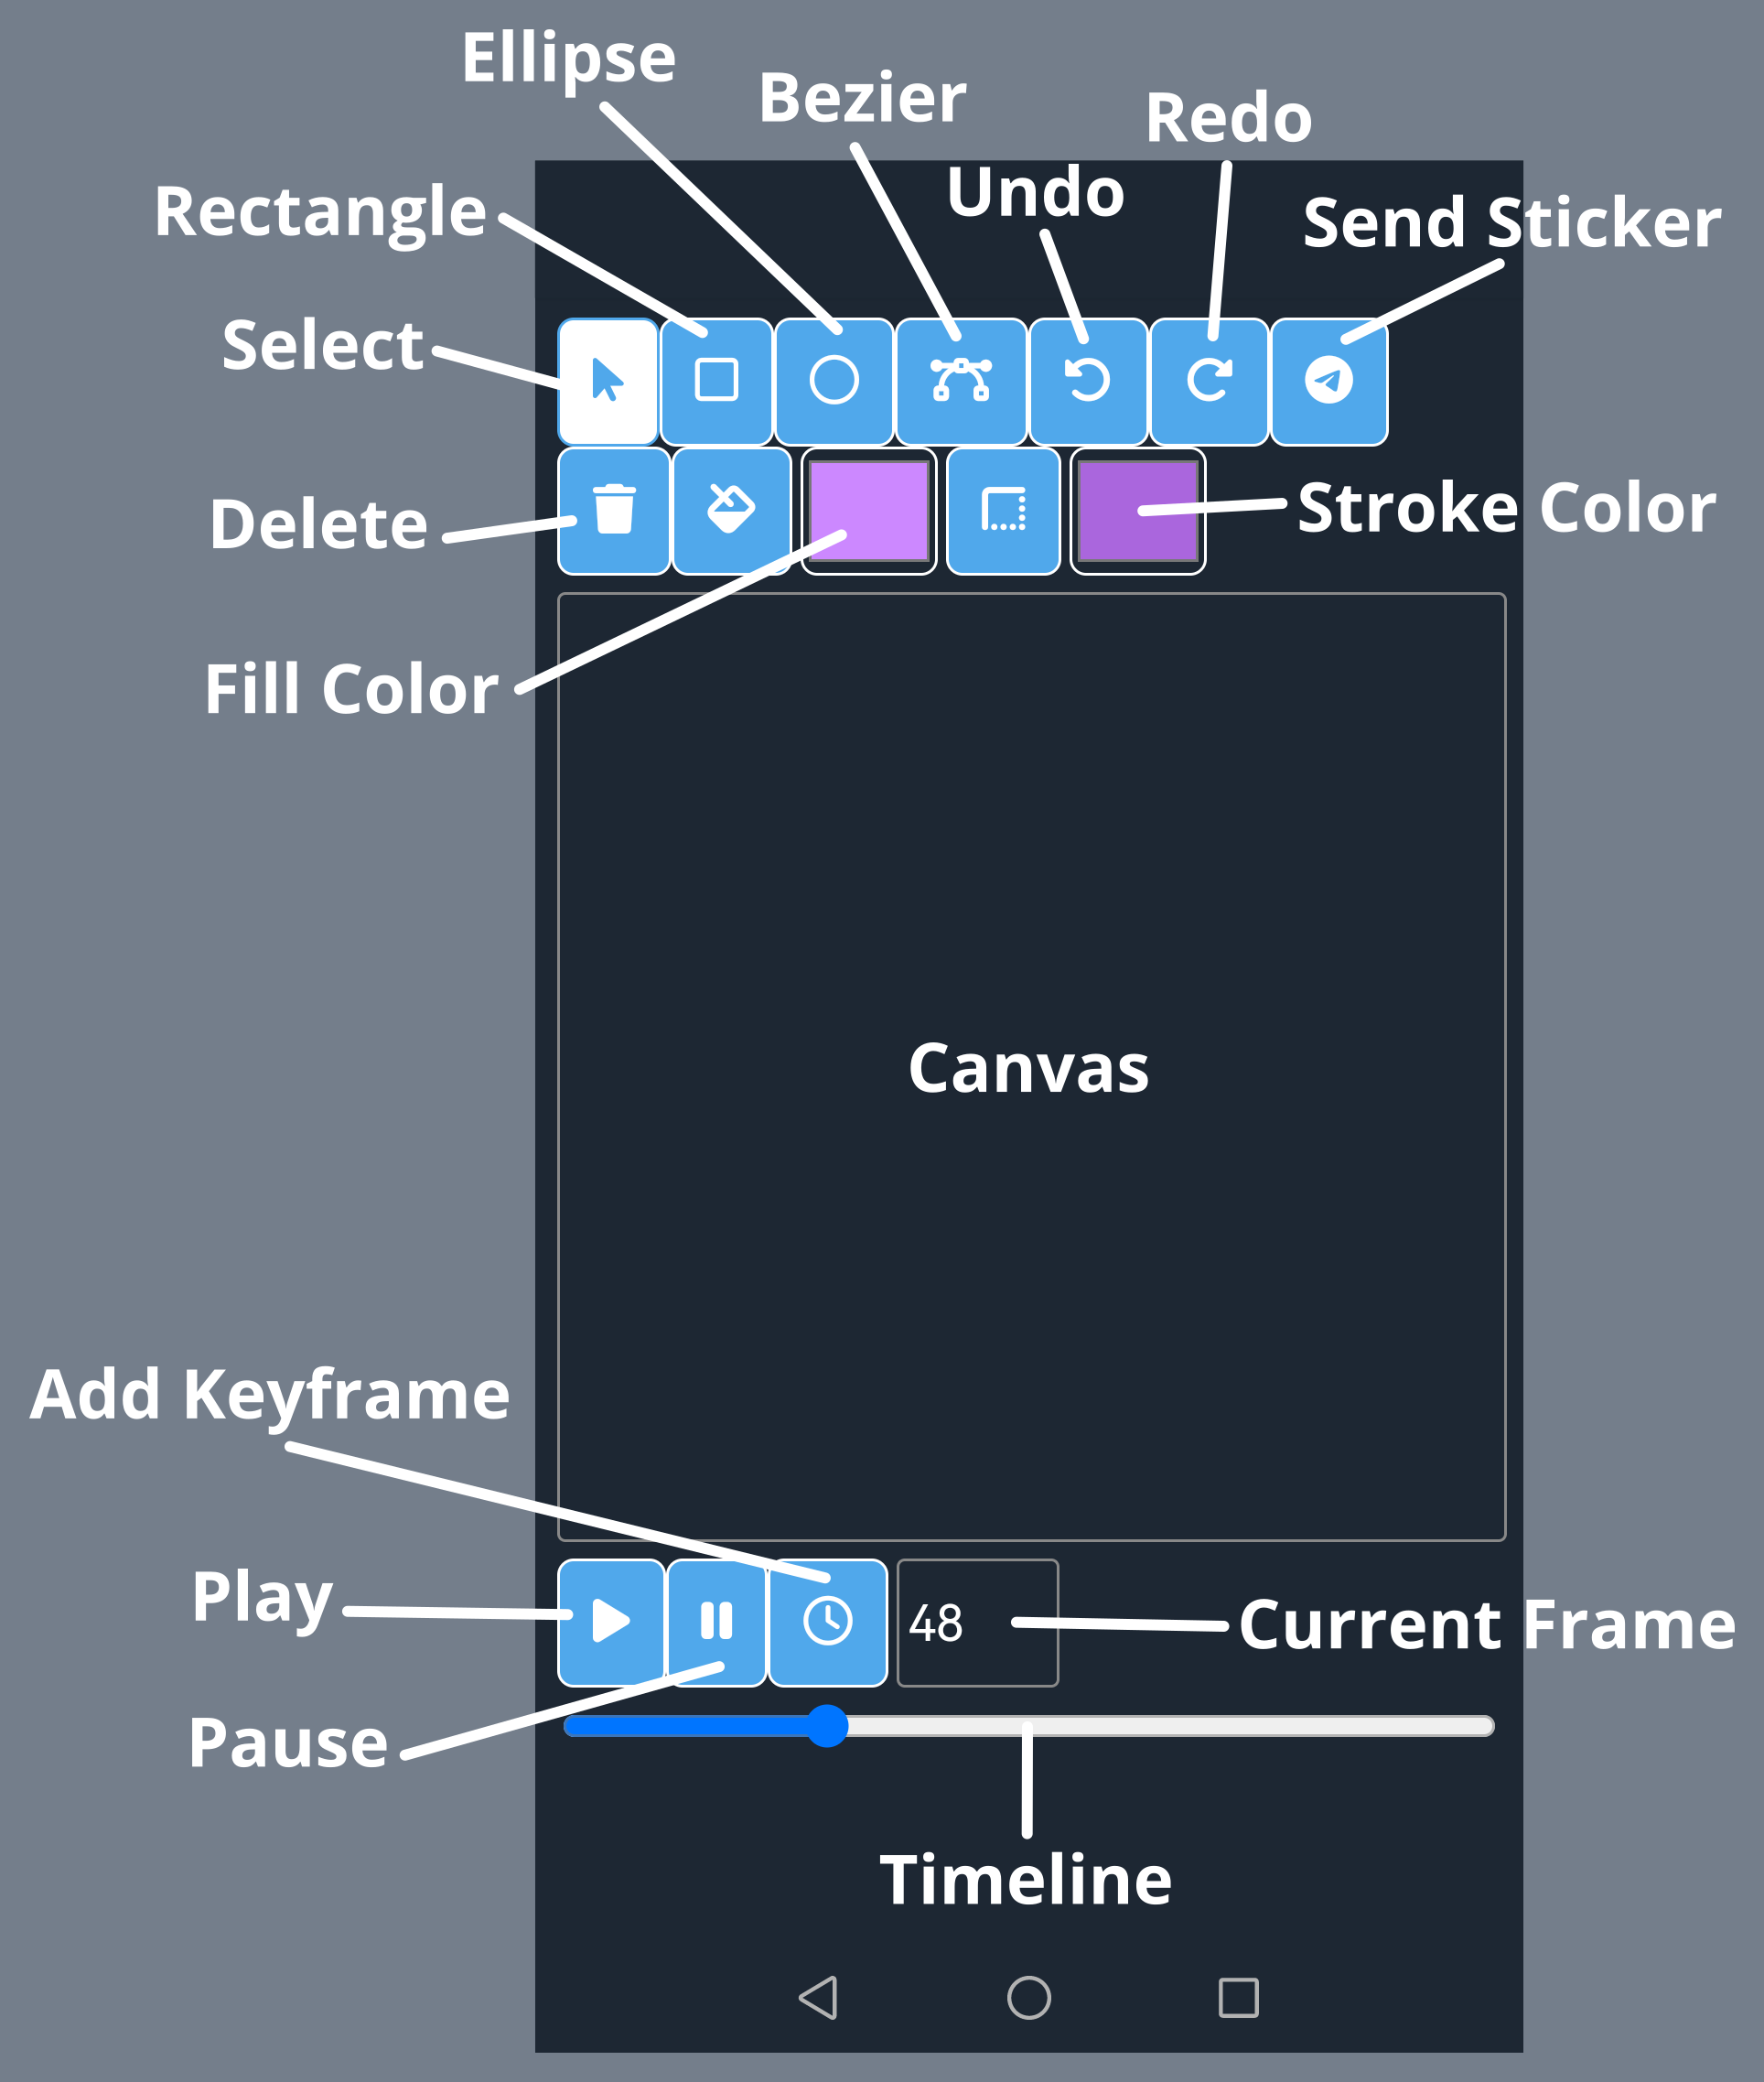 Ellipse
Bezier
Redo
Undo
Rectangle
Send Sticker
Select
Delete
Stroke Color
Fill Color
Canvas
Add Keyframe
Play
48
Current Frame
Pause
Timeline